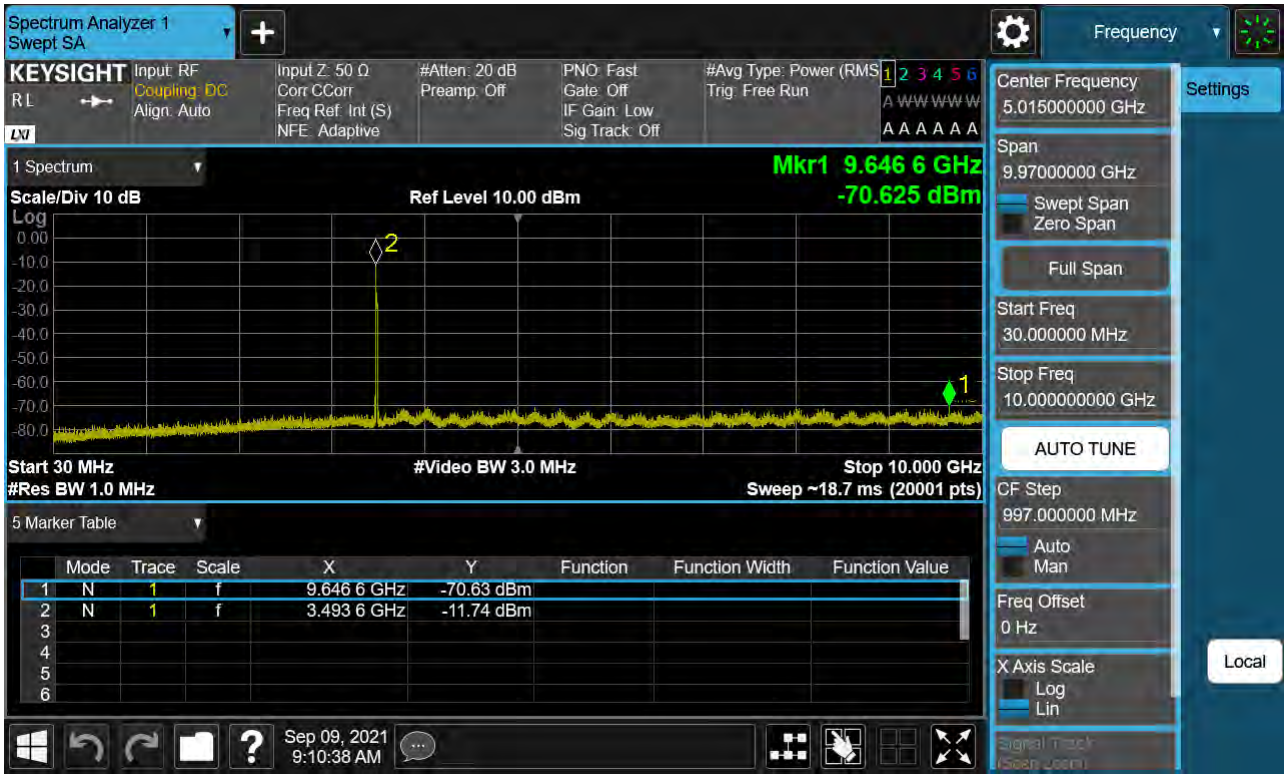 Spectrum Analyzer 1
Swept SA
+
Frequency
KEYSIGHT
RL
LXI
Input: RF
Coupling: DC
Align: Auto
Input Z: 50 Ω
Corr CCorr
Freq Ref: Int (S)
NFE: Adaptive
#Atten: 20 dB
Preamp: Off
PNO: Fast
Gate: Off
IF Gain: Low
Sig Track: Off
#Avg Type: Power (RMS
Trig: Free Run
1 2 3 4 5 6
A W W W W W
A A A A A A
1 Spectrum
Mkr1 9.646 6 GHz
-70.625 dBm
Scale/Div 10 dB
Ref Level 10.00 dBm
Log
0.00
-10.0
-20.0
-30.0
-40.0
-50.0
-60.0
-70.0
-80.0
2
1
Start 30 MHz
#Video BW 3.0 MHz
Stop 10.000 GHz
#Res BW 1.0 MHz
Sweep ~18.7 ms (20001 pts)
5 Marker Table
Mode Trace Scale X Y Function Function Width Function Value
1 N 1 f 9.646 6 GHz -70.63 dBm
2 N 1 f 3.493 6 GHz -11.74 dBm
3
4
5
6
Sep 09, 2021
9:10:38 AM
Center Frequency
5.015000000 GHz
Span
9.97000000 GHz
Swept Span
Zero Span
Full Span
Start Freq
30.000000 MHz
Stop Freq
10.000000000 GHz
AUTO TUNE
CF Step
997.000000 MHz
Auto
Man
Freq Offset
0 Hz
X Axis Scale
Log
Lin
Signal Track
(Span Zoom)
Settings
Local